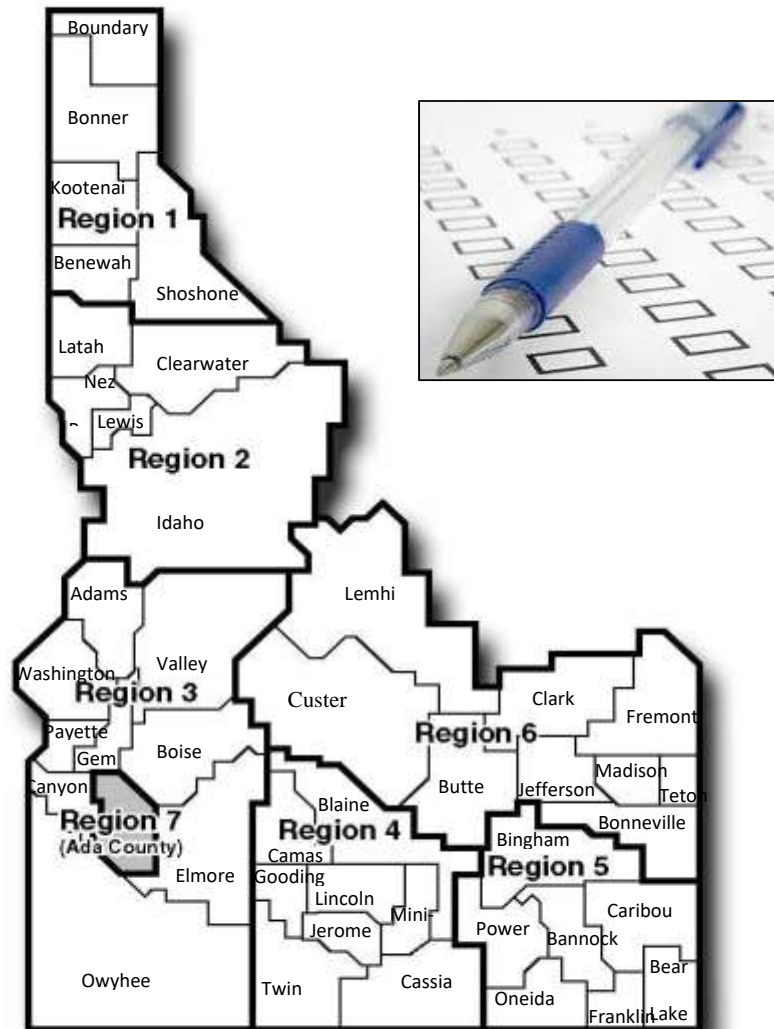 Boundary
Bonner
Kootenai
Region 1
Benewah
Shoshone
Latah
Clearwater
Nez
Lewis
Region 2
Idaho
Adams
Lemhi
Valley
Washington
Region 3
Custer
Clark
Fremont
Payette
Region 6
Gem
Boise
Madison
Canyon
Butte
Jefferson
Teton
Blaine
Region 7
(Ada County)
Region 4
Bonneville
Bingham
Camas
Region 5
Elmore
Gooding
Lincoln
Mini-
Caribou
Jerome
Power
Bannock
Bear
Owyhee
Twin
Cassia
Oneida
Franklin
Lake